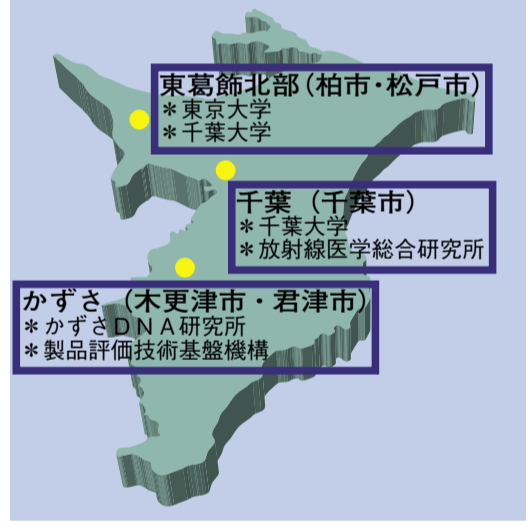 東葛飾北部(柏市・松戸市)
＊東京大学
＊千葉大学
千葉（千葉市）
＊千葉大学
＊放射線医学総合研究所
かずさ（木更津市・君津市）
＊かずさＤＮＡ研究所
＊製品評価技術基盤機構